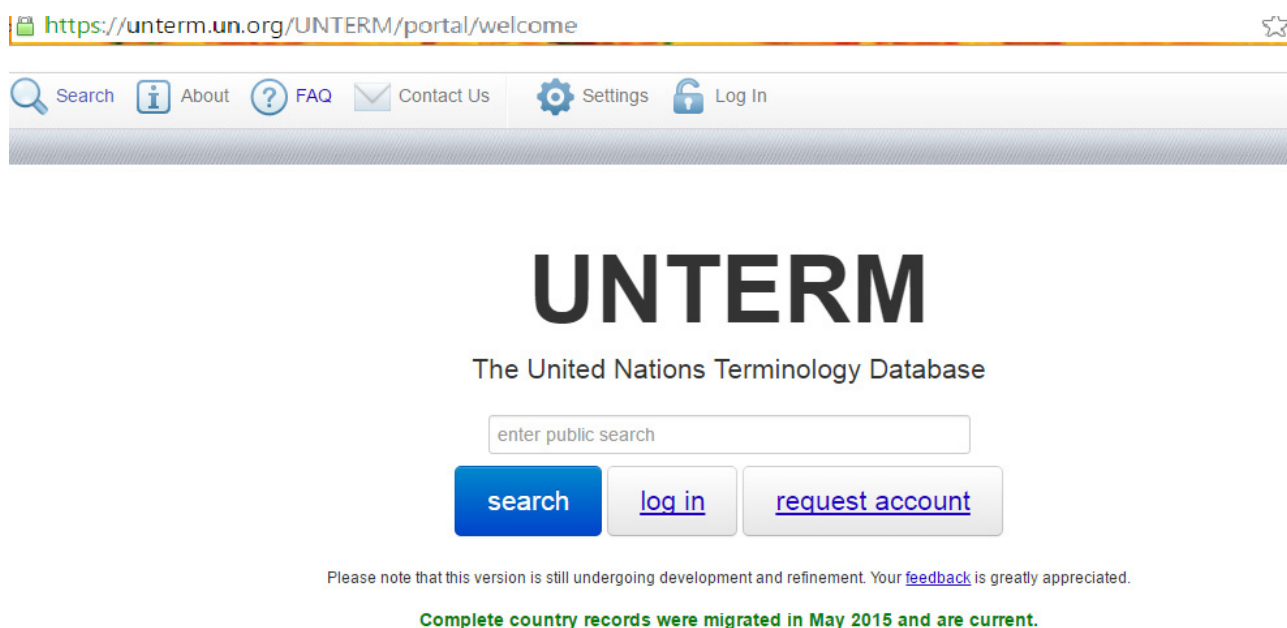 https://unterm.un.org/UNTERM/portal/welcome
Search About FAQ Contact Us Settings Log In
UNTERM
The United Nations Terminology Database
enter public search
search log in request account
Please note that this version is still undergoing development and refinement. Your feedback is greatly appreciated.
Complete country records were migrated in May 2015 and are current.